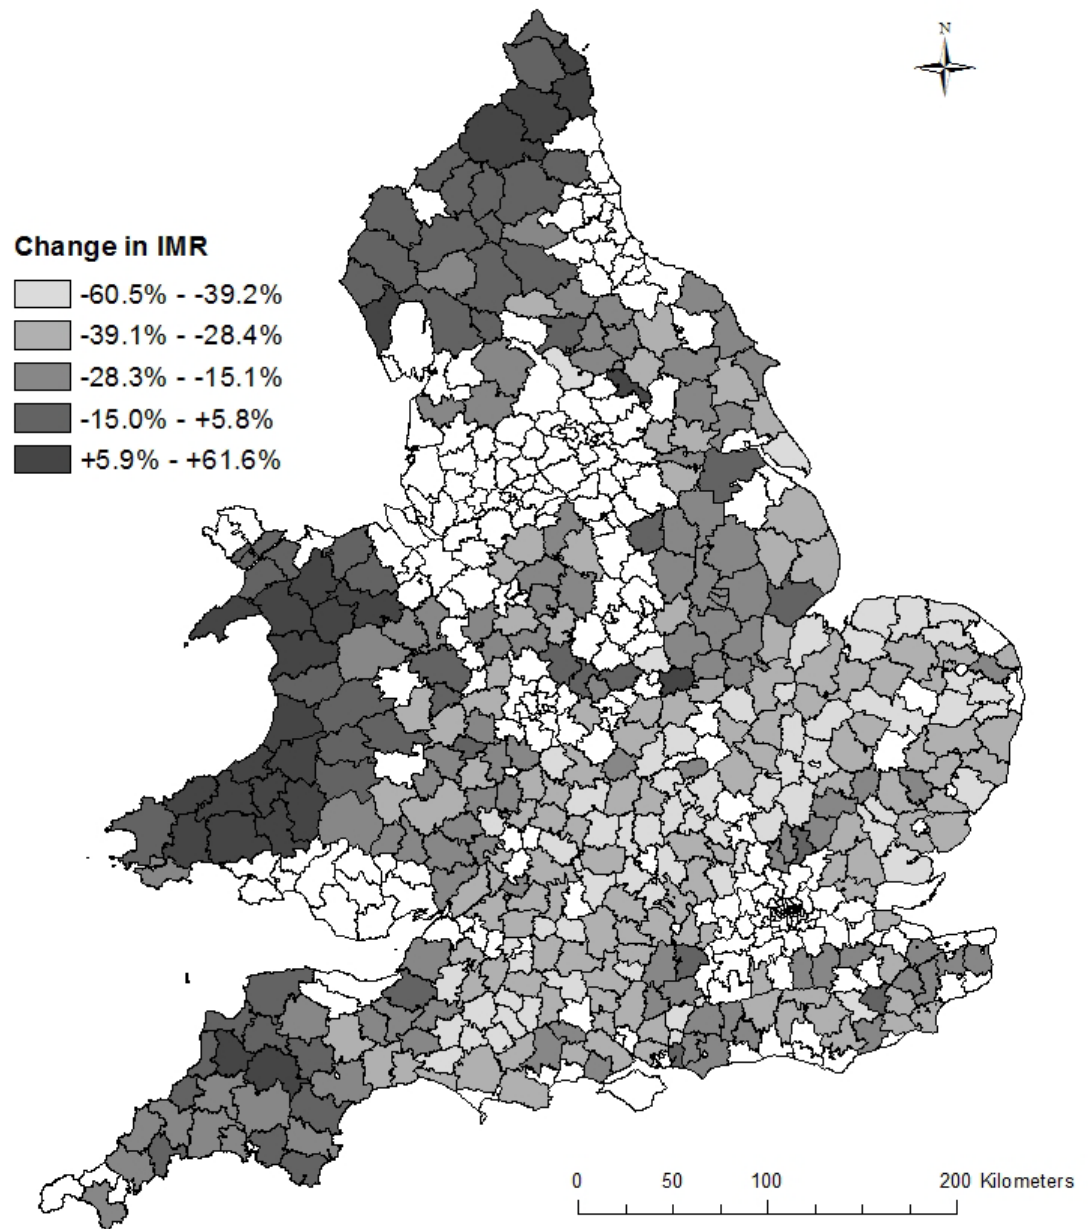 N
Change in IMR
-60.5% - -39.2%
-39.1% - -28.4%
-28.3% - -15.1%
-15.0% - +5.8%
+5.9% - +61.6%
0 50 100 200 Kilometers